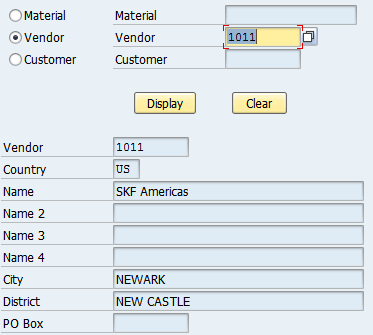 Material Material
Vendor Vendor 1011
Customer Customer
Display Clear
Vendor 1011
Country US
Name SKF Americas
Name 2
Name 3
Name 4
City NEWARK
District NEW CASTLE
PO Box